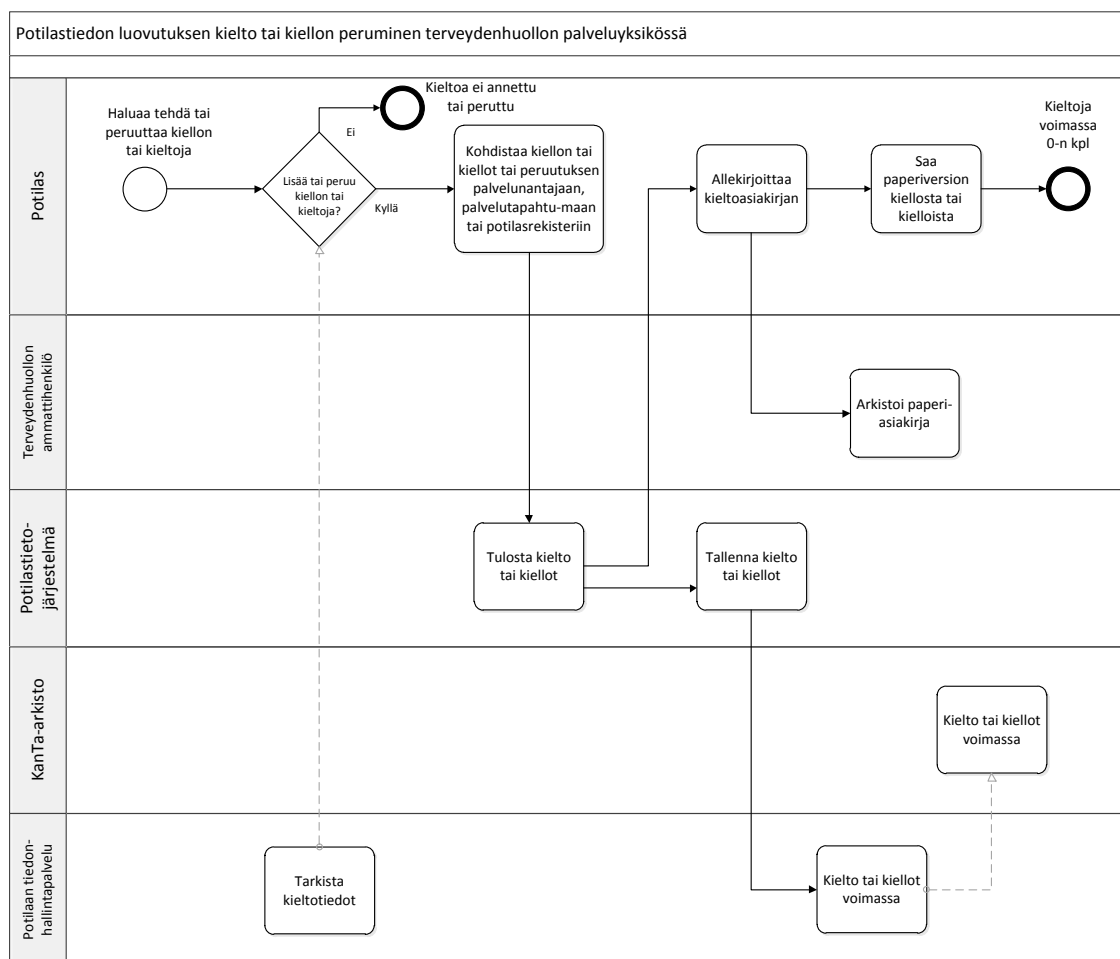 Potilastiedon luovutuksen kielto tai kiellon peruminen terveydenhuollon palveluyksikössä
Potilas
Haluaa tehdä tai
peruuttaa kiellon
tai kieltoja
Lisää tai peruu
kiellon tai
kieltoja?
Ei
Kyllä
Kieltoa ei annettu
tai peruttu
Kohdistaa kiellon tai
kiellot tai peruutuksen
palvelunantajaan,
palvelutapahtu-maan
tai potilasrekisteriin
Allekirjoittaa
kieltoasiakirjan
Saa
paperiversion
kiellosta tai
kielloista
Kieltoja
voimassa
0-n kpl
Terveydenhuollon
ammattihenkilö
Arkistoi paperi-
asiakirja
Potilastieto-
järjestelmä
Tulosta kielto
tai kiellot
Tallenna kielto
tai kiellot
KanTa-arkisto
Kielto tai kiellot
voimassa
Potilaan tiedon-
hallintapalvelu
Tarkista
kieltotiedot
Kielto tai kiellot
voimassa